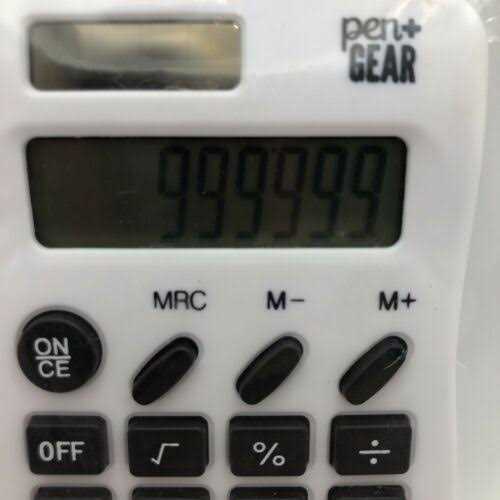 pen+
GEAR
999999
MRC M- M+
ON
CE
OFF √ % ÷